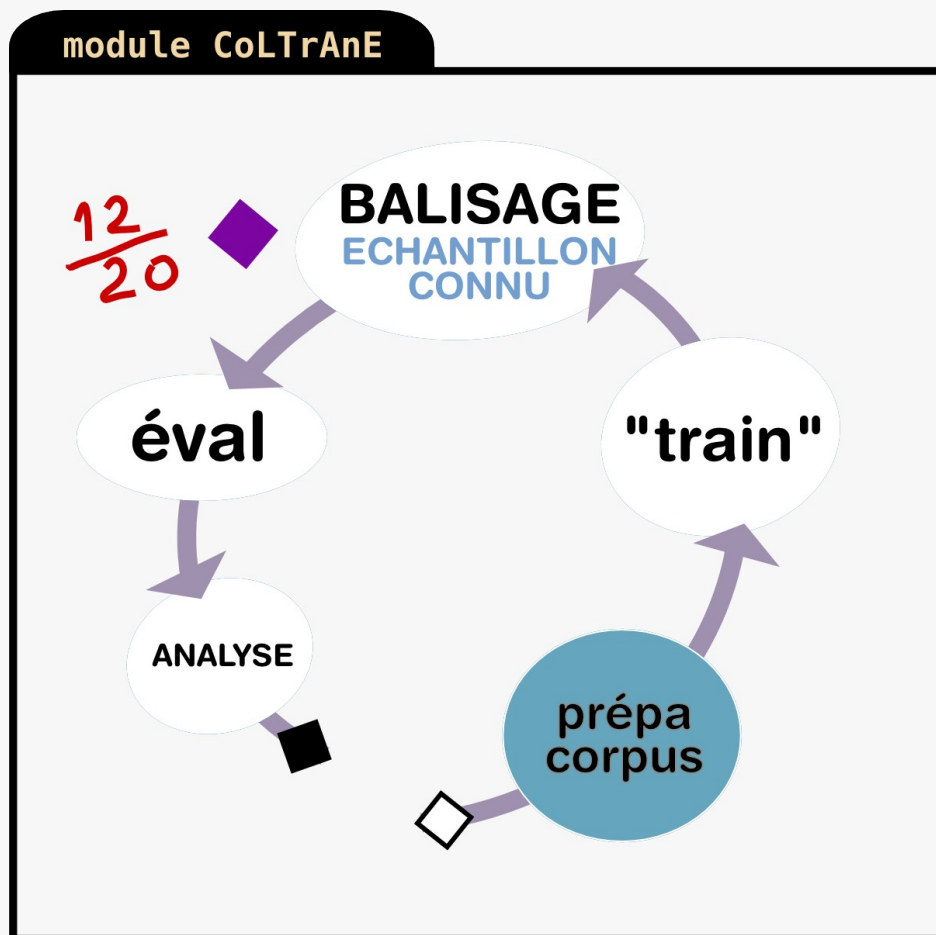 module CoLTrAnE
12
20
BALISAGE
ECHANTILLON
CONNU
éval
"train"
ANALYSE
prépa
corpus